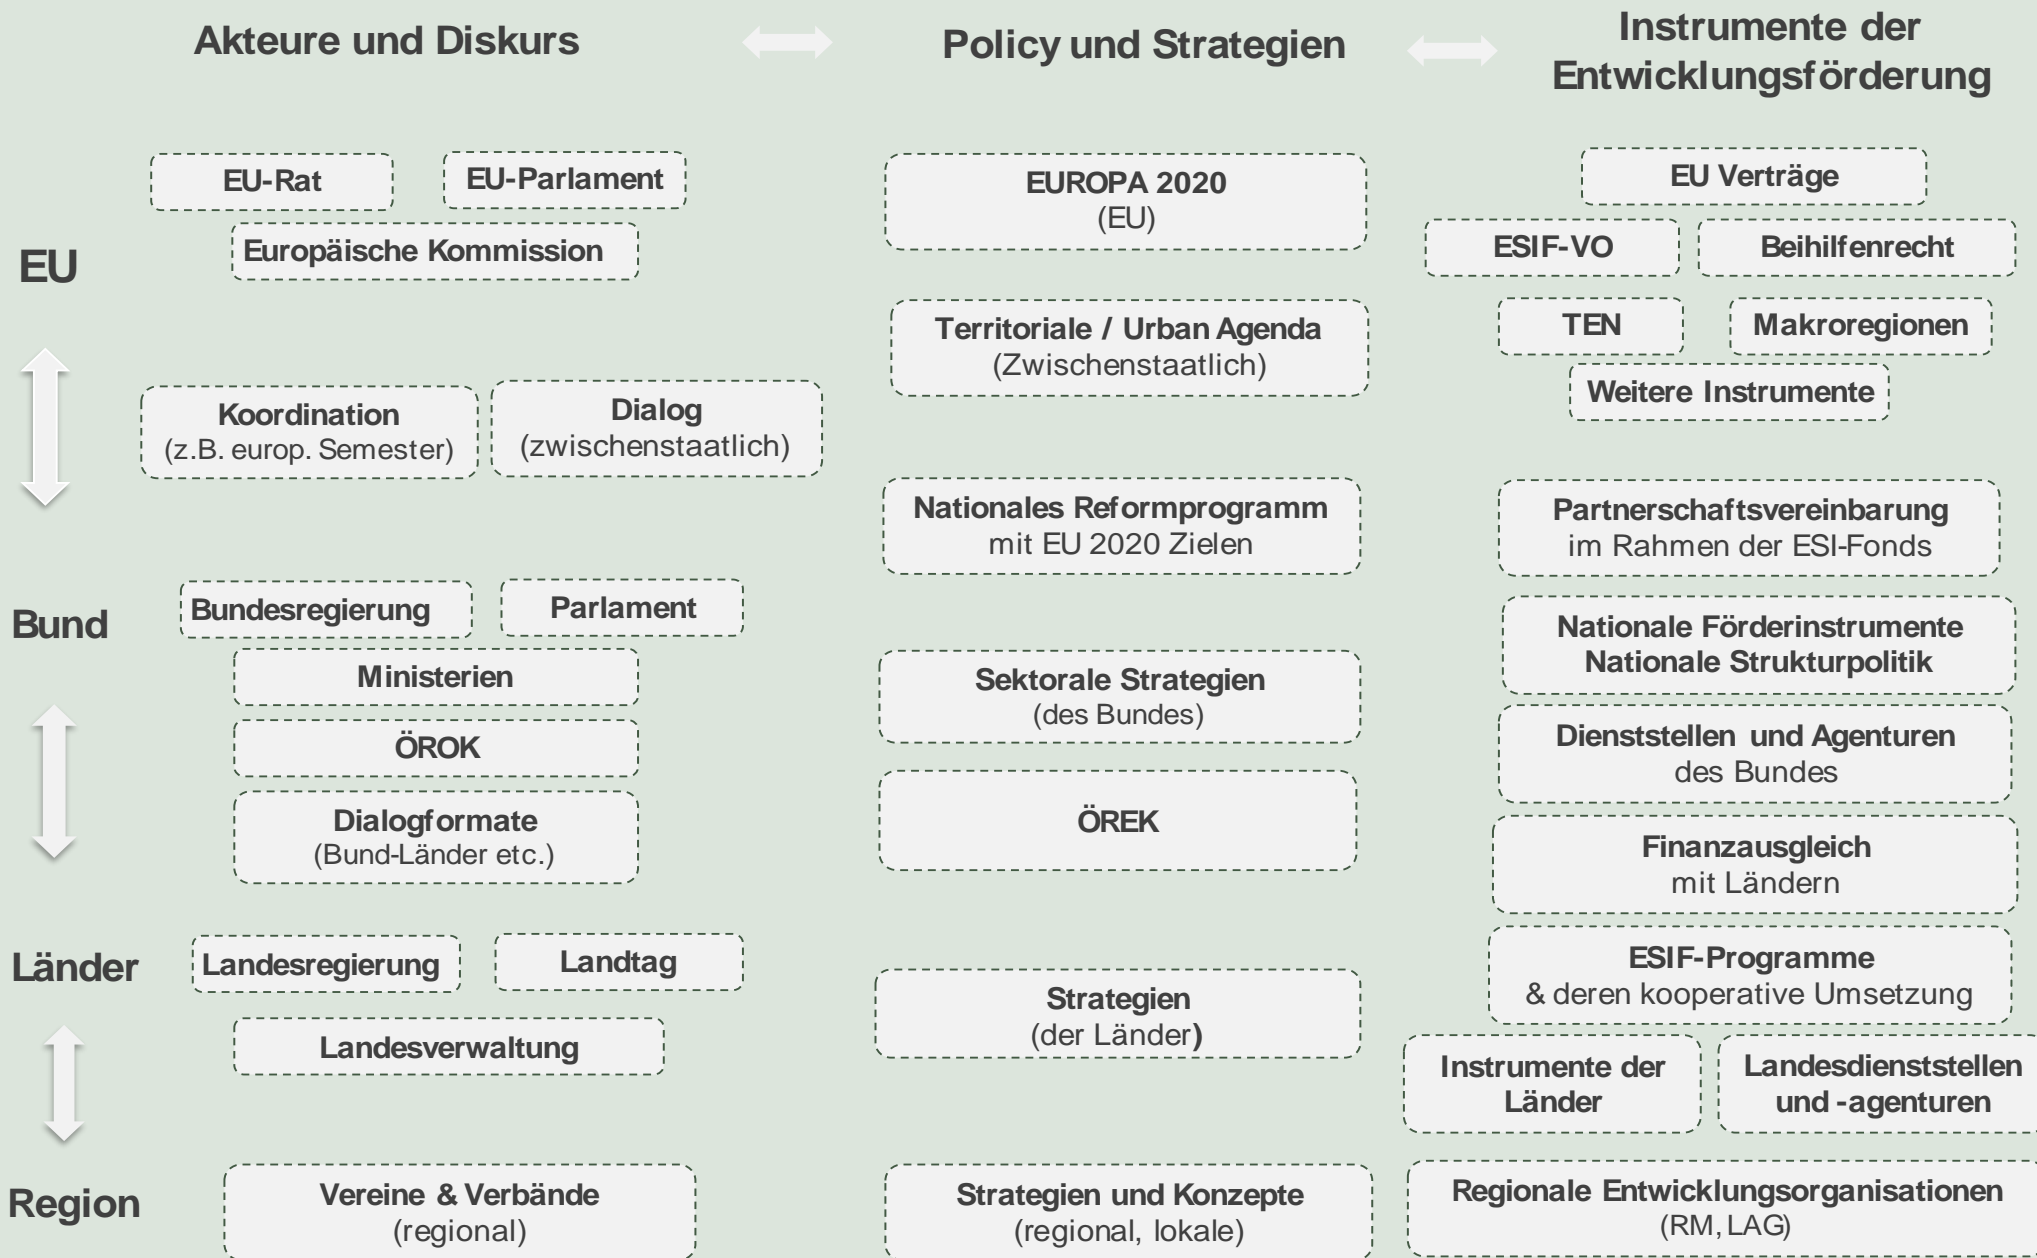 Akteure und Diskurs
Policy und Strategien
Instrumente der
Entwicklungsförderung
EU
EU-Rat
EU-Parlament
Europäische Kommission
EUROPA 2020
(EU)
EU Verträge
ESIF-VO
Beihilfenrecht
Territoriale / Urban Agenda
(Zwischenstaatlich)
TEN
Makroregionen
Weitere Instrumente
Koordination
(z.B. europ. Semester)
Dialog
(zwischenstaatlich)
Nationales Reformprogramm
mit EU 2020 Zielen
Partnerschaftsvereinbarung
im Rahmen der ESI-Fonds
Bund
Bundesregierung
Parlament
Ministerien
ÖROK
Dialogformate
(Bund-Länder etc.)
Sektorale Strategien
(des Bundes)
ÖREK
Nationale Förderinstrumente
Nationale Strukturpolitik
Dienststellen und Agenturen
des Bundes
Finanzausgleich
mit Ländern
Länder
Landesregierung
Landtag
Landesverwaltung
Strategien
(der Länder)
ESIF-Programme
& deren kooperative Umsetzung
Instrumente der
Länder
Landesdienststellen
und -agenturen
Region
Vereine & Verbände
(regional)
Strategien und Konzepte
(regional, lokale)
Regionale Entwicklungsorganisationen
(RM, LAG)